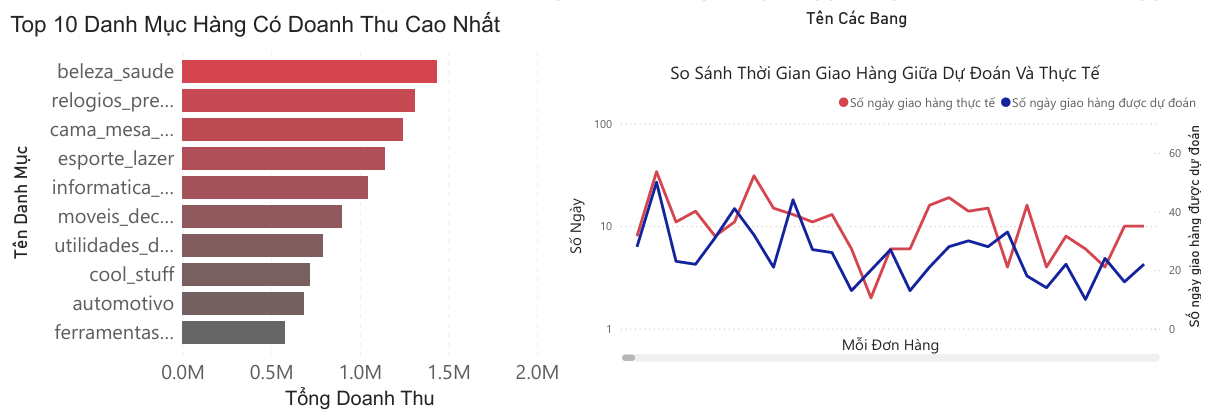 Tên Các Bang
Top 10 Danh Mục Hàng Có Doanh Thu Cao Nhất
Tên Danh Mục
beleza_saude
relogios_pre...
cama_mesa_...
esporte_lazer
informatica_...
moveis_dec...
utilidades_d...
cool_stuff
automotivo
ferramentas...
0.0M 0.5M 1.0M 1.5M 2.0M
Tổng Doanh Thu
So Sánh Thời Gian Giao Hàng Giữa Dự Đoán Và Thực Tế
Số ngày giao hàng thực tế Số ngày giao hàng được dự đoán
Số Ngày
100
10
1
60
40
20
0
Số ngày giao hàng được dự đoán
Mỗi Đơn Hàng